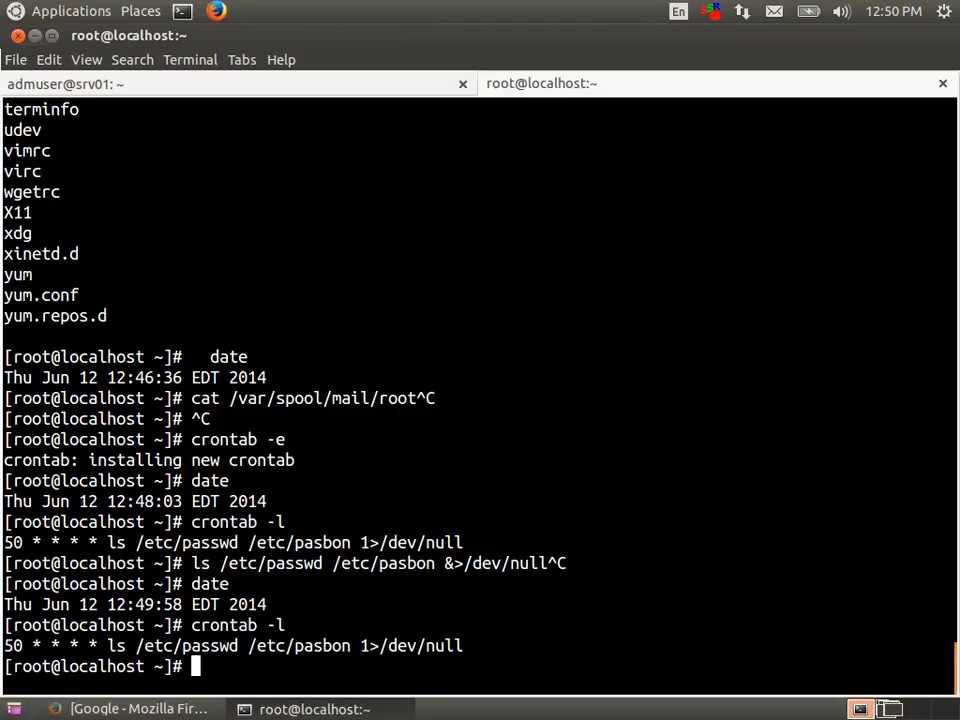 Applications Places En 12:50 PM
root@localhost:~
File Edit View Search Terminal Tabs Help
admuser@srv01: ~ × root@localhost:~ ×
terminfo
udev
vimrc
virc
wgetrc
X11
xdg
xinetd.d
yum
yum.conf
yum.repos.d
[root@localhost ~]#   date
Thu Jun 12 12:46:36 EDT 2014
[root@localhost ~]# cat /var/spool/mail/root^C
[root@localhost ~]# ^C
[root@localhost ~]# crontab -e
crontab: installing new crontab
[root@localhost ~]# date
Thu Jun 12 12:48:03 EDT 2014
[root@localhost ~]# crontab -l
50 * * * * ls /etc/passwd /etc/pasbon 1>/dev/null
[root@localhost ~]# ls /etc/passwd /etc/pasbon &>/dev/null^C
[root@localhost ~]# date
Thu Jun 12 12:49:58 EDT 2014
[root@localhost ~]# crontab -l
50 * * * * ls /etc/passwd /etc/pasbon 1>/dev/null
[root@localhost ~]#
[Google - Mozilla Fir... root@localhost:~